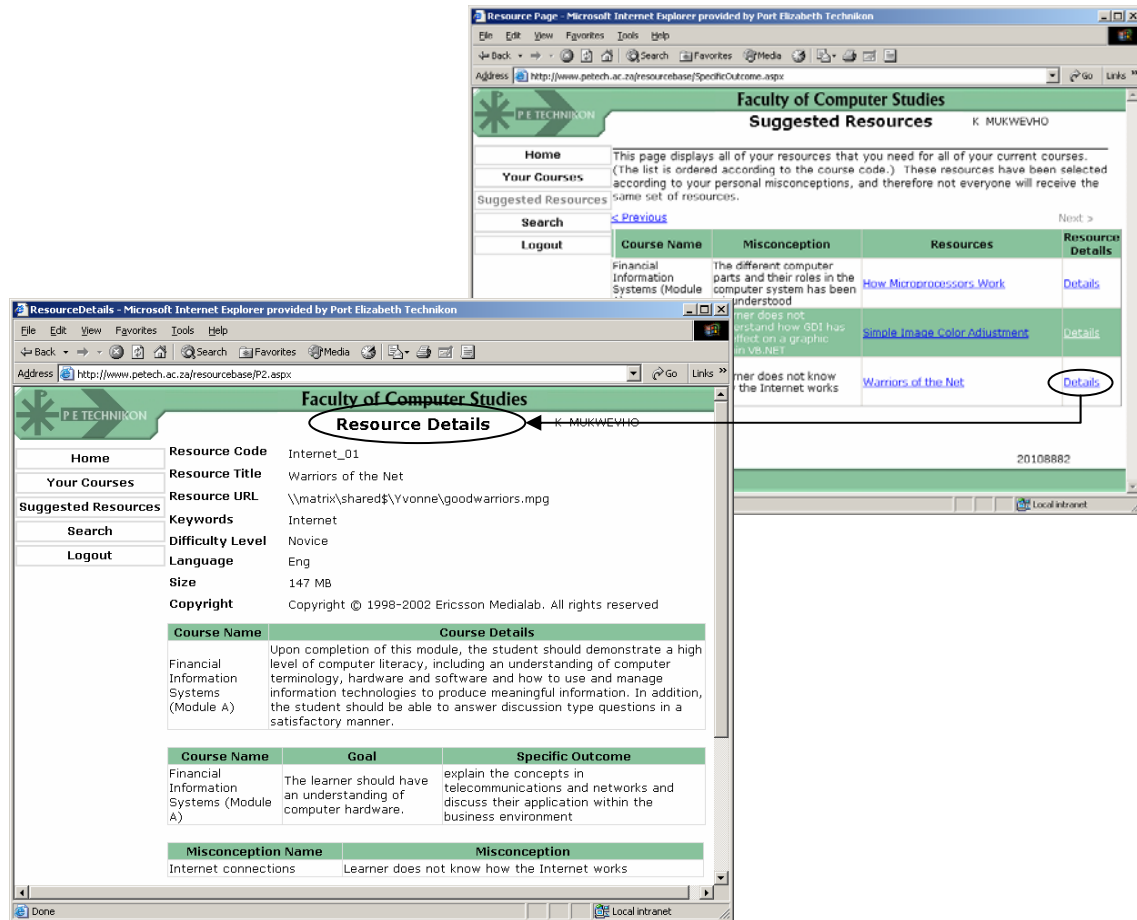 Resource Page - Microsoft Internet Explorer provided by Port Elizabeth Technikon
File Edit View Favorites Tools Help
Back Search Favorites Media
Address http://www.petech.ac.za/resourcebase/SpecificOutcome.aspx Go Links »
P E TECHNIKON
Faculty of Computer Studies
Suggested Resources K MUKWEVHO
Home
Your Courses
Suggested Resources
Search
Logout
This page displays all of your resources that you need for all of your current courses.
(The list is ordered according to the course code.) These resources have been selected
according to your personal misconceptions, and therefore not everyone will receive the
same set of resources.
< Previous Next >
Course Name Misconception Resources Resource Details
Financial The different computer
Information parts and their roles in the
Systems (Module computer system has been
understood
How Microprocessors Work Details
does not
how GDI has
on a graphic
VB.NET
Simple Image Color Adjustment Details
does not know
the Internet works
Warriors of the Net Details
20108882
Local intranet
ResourceDetails - Microsoft Internet Explorer provided by Port Elizabeth Technikon
File Edit View Favorites Tools Help
Back Search Favorites Media
Address http://www.petech.ac.za/resourcebase/P2.aspx Go Links »
P E TECHNIKON
Faculty of Computer Studies
Resource Details K MUKWEVHO
Home
Your Courses
Suggested Resources
Search
Logout
Resource Code Internet_01
Resource Title Warriors of the Net
Resource URL \\matrix\shared$\Yvonne\goodwarriors.mpg
Keywords Internet
Difficulty Level Novice
Language Eng
Size 147 MB
Copyright Copyright © 1998-2002 Ericsson Medialab. All rights reserved
Course Name Course Details
Financial
Information
Systems
(Module A)
Upon completion of this module, the student should demonstrate a high
level of computer literacy, including an understanding of computer
terminology, hardware and software and how to use and manage
information technologies to produce meaningful information. In addition,
the student should be able to answer discussion type questions in a
satisfactory manner.
Course Name Goal Specific Outcome
Financial
Information
Systems (Module
A)
The learner should have
an understanding of
computer hardware.
explain the concepts in
telecommunications and networks and
discuss their application within the
business environment
Misconception Name Misconception
Internet connections Learner does not know how the Internet works
Done Local intranet